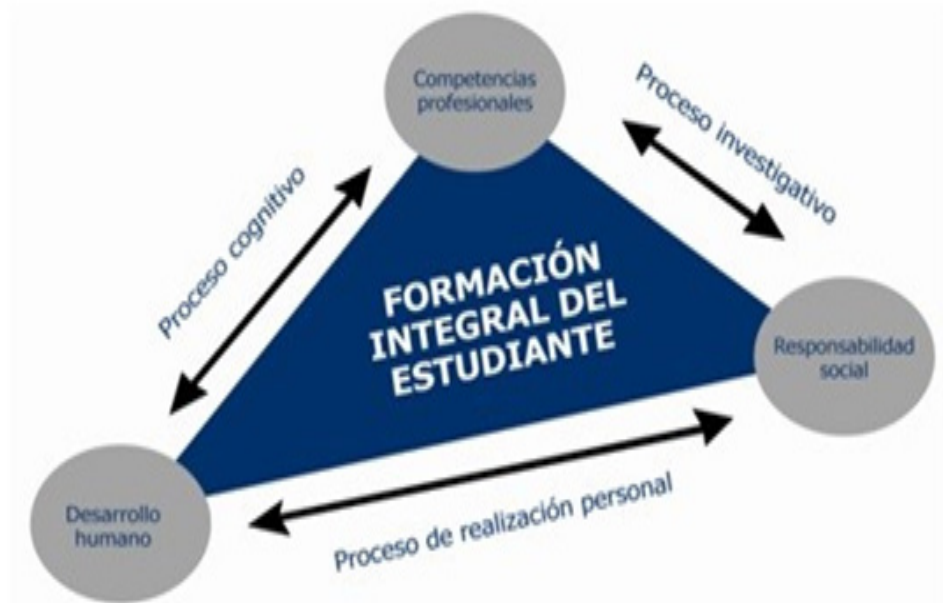 Competencias
profesionales
Proceso investigativo
Proceso cognitivo
FORMACIÓN
INTEGRAL DEL
ESTUDIANTE
Responsabilidad
social
Desarrollo
humano
Proceso de realización personal